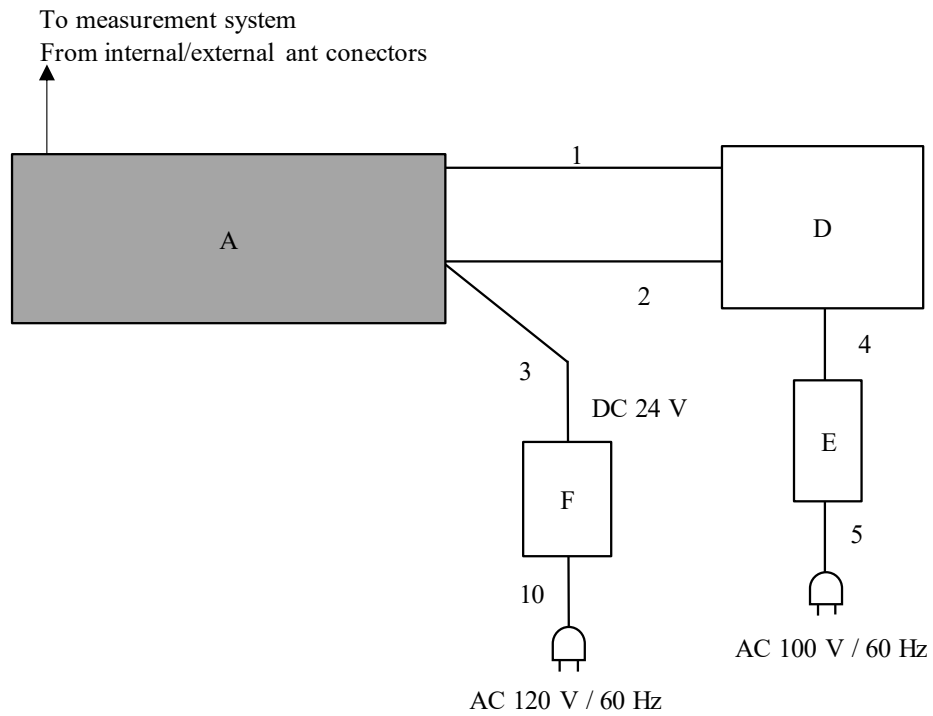 To measurement system
From internal/external ant conectors
1
A
D
2
4
3
DC 24 V
E
F
5
10
AC 100 V / 60 Hz
AC 120 V / 60 Hz